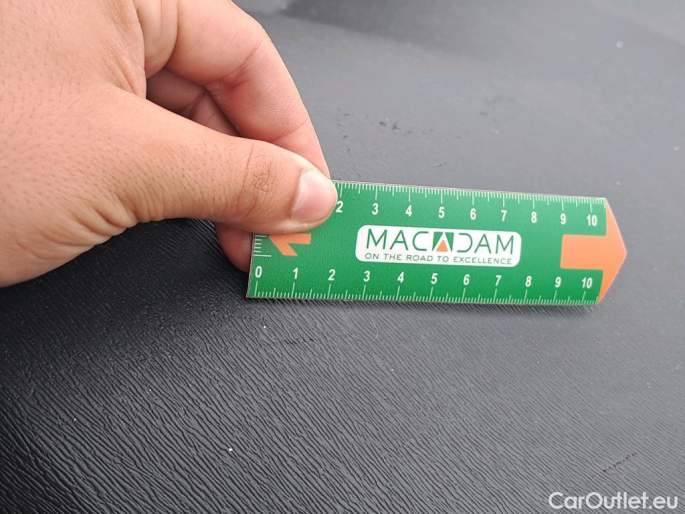 2 3 4 5 6 7 8 9 10
MACADAM
ON THE ROAD TO EXCELLENCE
0 1 2 3 4 5 6 7 8 9 10
CarOutlet.eu